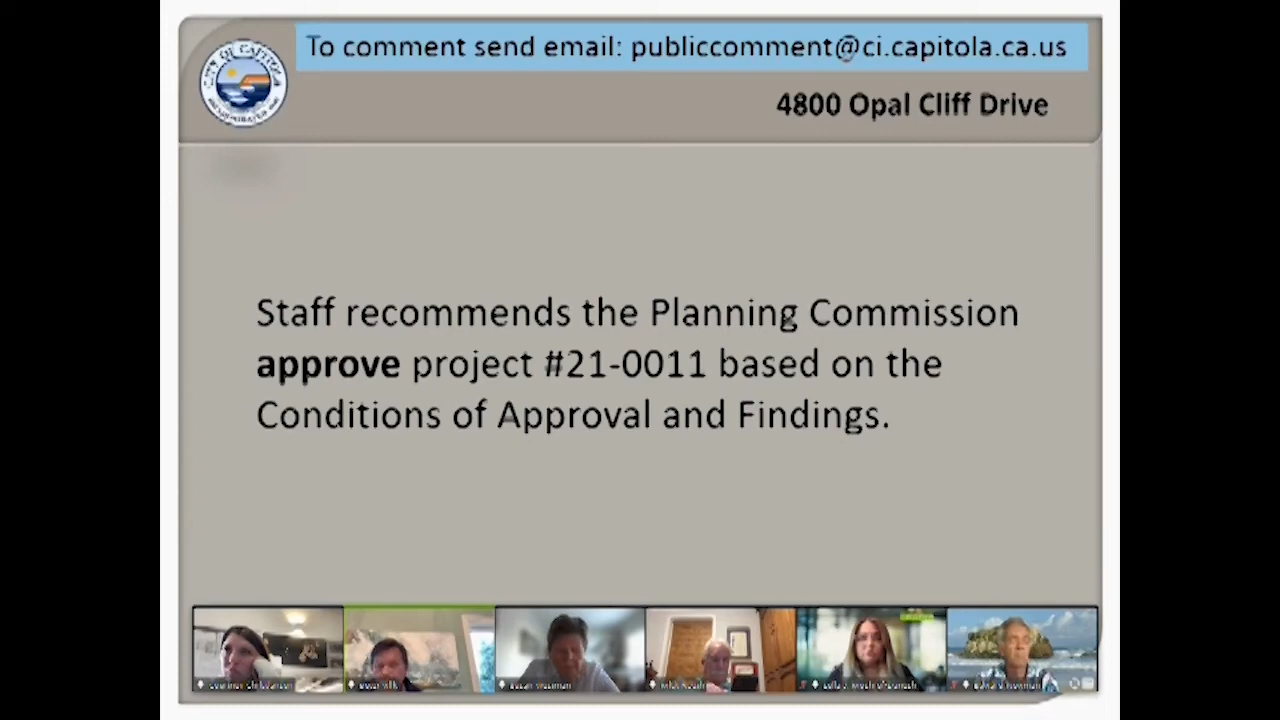 To comment send email: publiccomment@ci.capitola.ca.us
4800 Opal Cliff Drive
Staff recommends the Planning Commission
approve project #21-0011 based on the
Conditions of Approval and Findings.